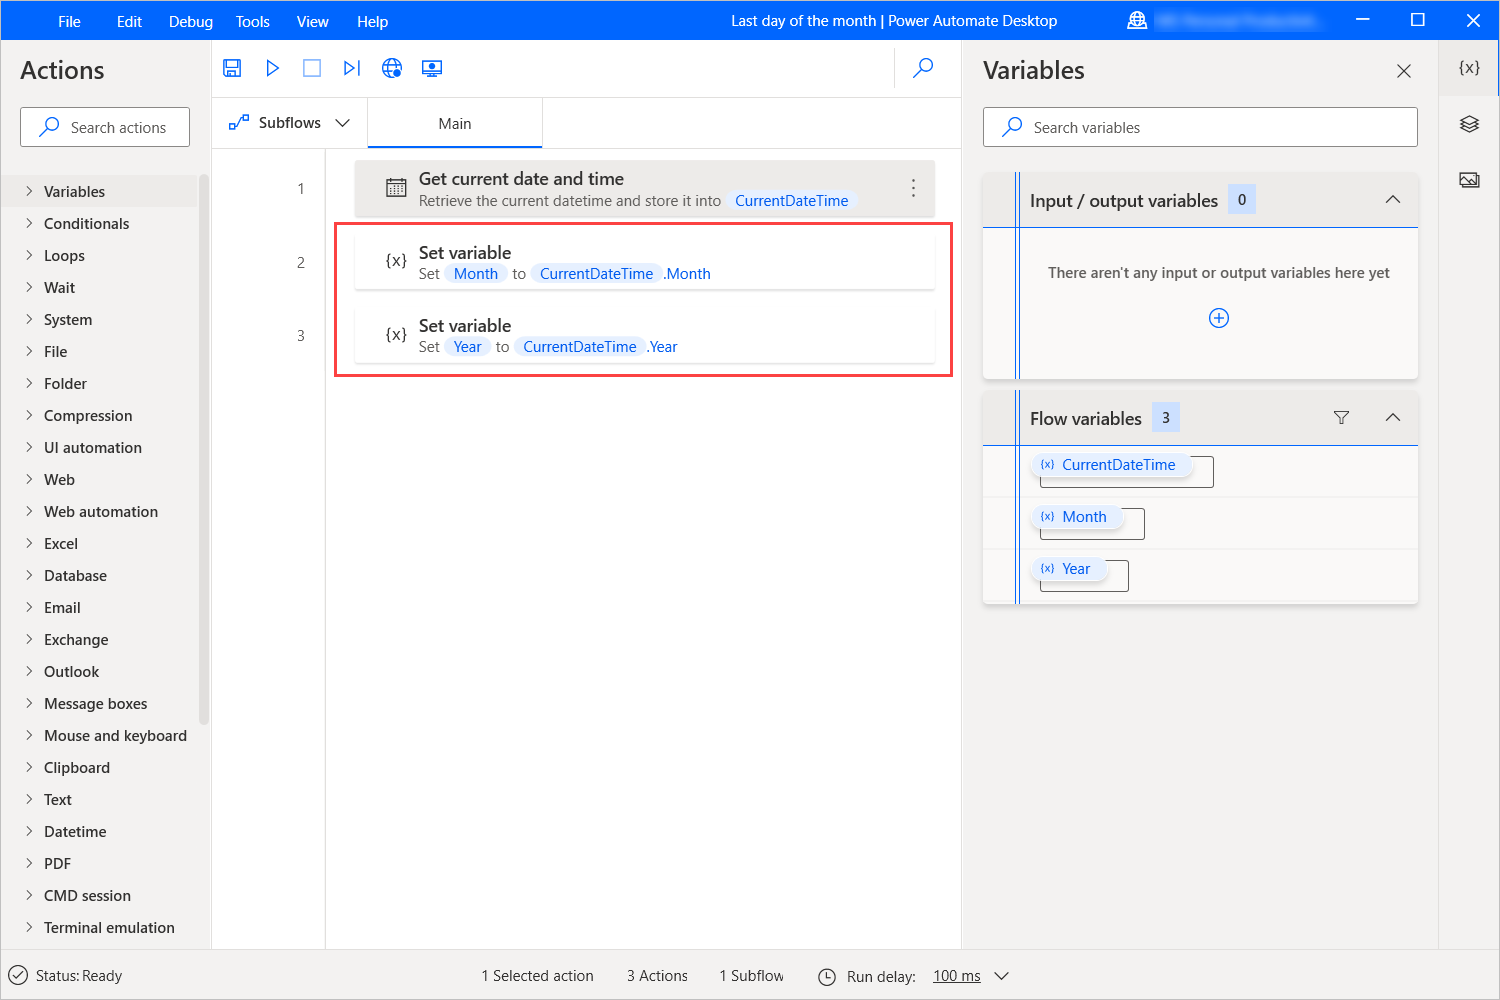 File Edit Debug Tools View Help
Last day of the month | Power Automate Desktop
Actions
Search actions
Variables
Conditionals
Loops
Wait
System
File
Folder
Compression
UI automation
Web
Web automation
Excel
Database
Email
Exchange
Outlook
Message boxes
Mouse and keyboard
Clipboard
Text
Datetime
PDF
CMD session
Terminal emulation
Subflows
Main
1
Get current date and time
Retrieve the current datetime and store it into CurrentDateTime
2
{x}
Set variable
Set Month to CurrentDateTime .Month
3
{x}
Set variable
Set Year to CurrentDateTime .Year
Variables
{x}
Search variables
Input / output variables 0
There aren't any input or output variables here yet
Flow variables 3
{x} CurrentDateTime
{x} Month
{x} Year
Status: Ready
1 Selected action
3 Actions
1 Subflow
Run delay: 100 ms